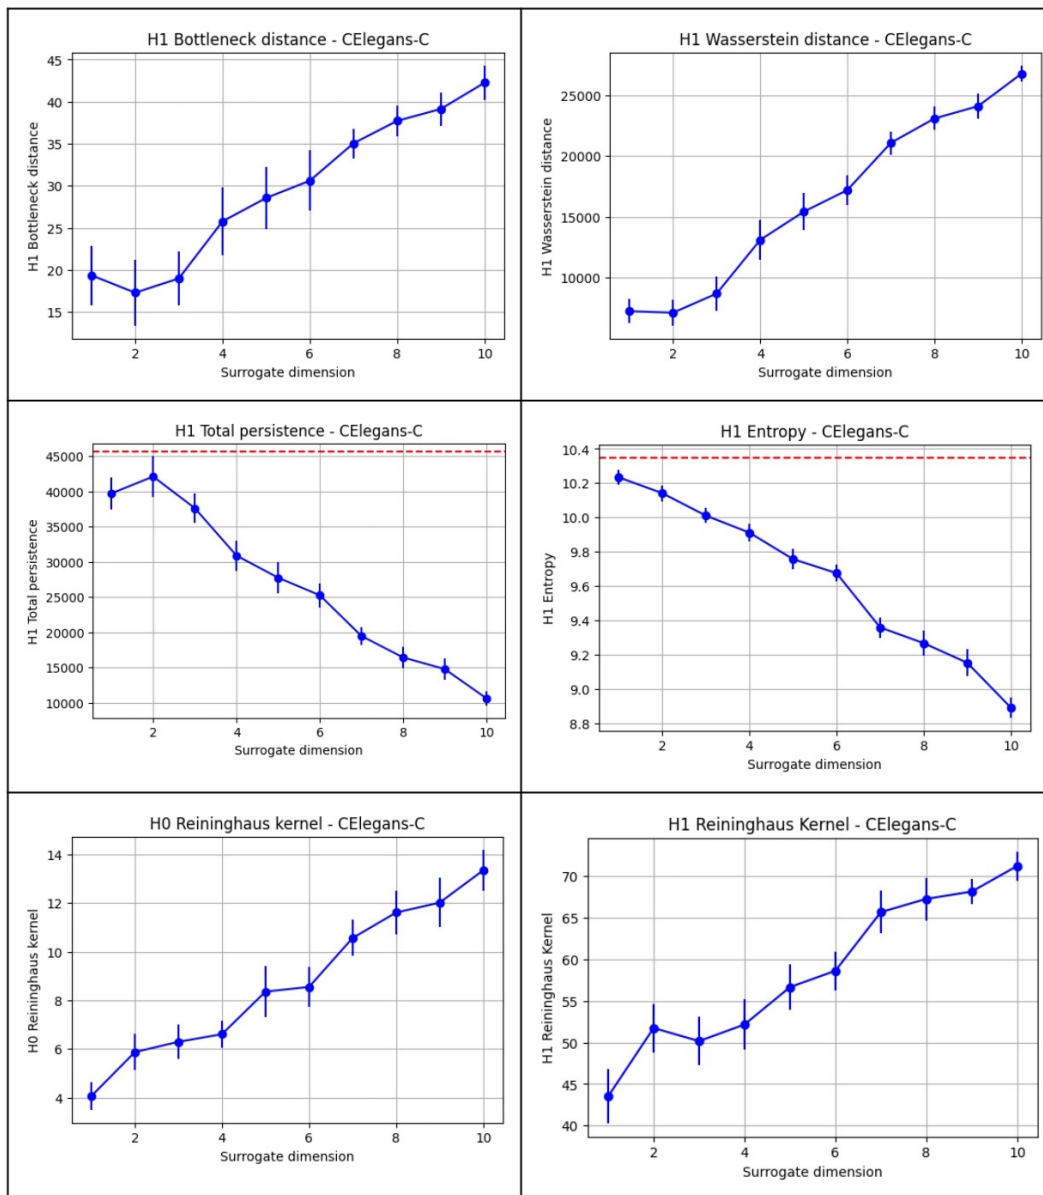 H1 Bottleneck distance - CElegans-C
45
40
35
30
25
20
15
H1 Bottleneck distance
2 4 6 8 10
Surrogate dimension
H1 Wasserstein distance - CElegans-C
25000
20000
15000
10000
H1 Wasserstein distance
2 4 6 8 10
Surrogate dimension
H1 Total persistence - CElegans-C
45000
40000
35000
30000
25000
20000
15000
10000
H1 Total persistence
2 4 6 8 10
Surrogate dimension
H1 Entropy - CElegans-C
10.4
10.2
10.0
9.8
9.6
9.4
9.2
9.0
8.8
H1 Entropy
2 4 6 8 10
Surrogate dimension
H0 Reininghaus kernel - CElegans-C
14
12
10
8
6
4
H0 Reininghaus kernel
2 4 6 8 10
Surrogate dimension
H1 Reininghaus Kernel - CElegans-C
70
65
60
55
50
45
40
H1 Reininghaus Kernel
2 4 6 8 10
Surrogate dimension